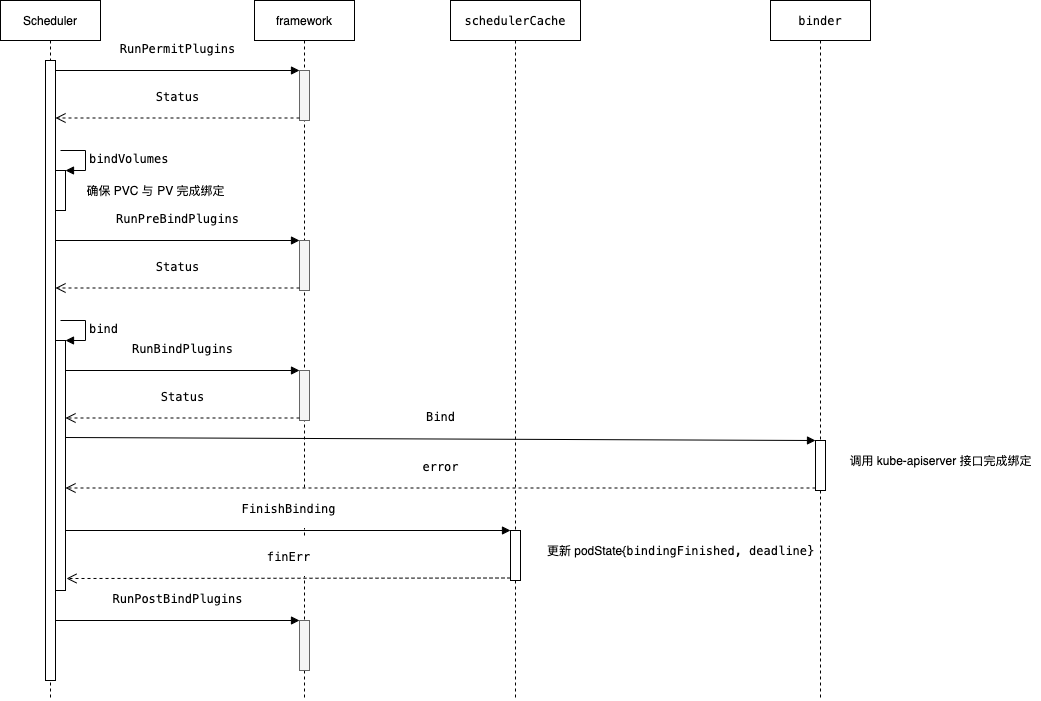 Scheduler
framework
schedulerCache
binder
RunPermitPlugins
Status
bindVolumes
确保 PVC 与 PV 完成绑定
RunPreBindPlugins
Status
bind
RunBindPlugins
Status
Bind
调用 kube-apiserver 接口完成绑定
error
FinishBinding
更新 podState{bindingFinished, deadline}
finErr
RunPostBindPlugins